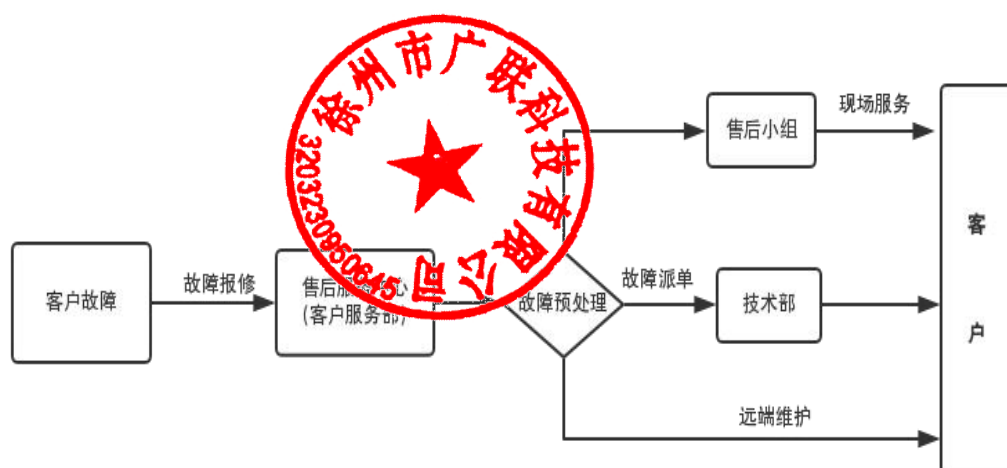 徐州市广联科技有限公司
3203230950645
现场服务
售后小组
客户
客户故障
故障报修
售后服务中心
(客户服务部)
故障预处理
故障派单
技术部
远端维护